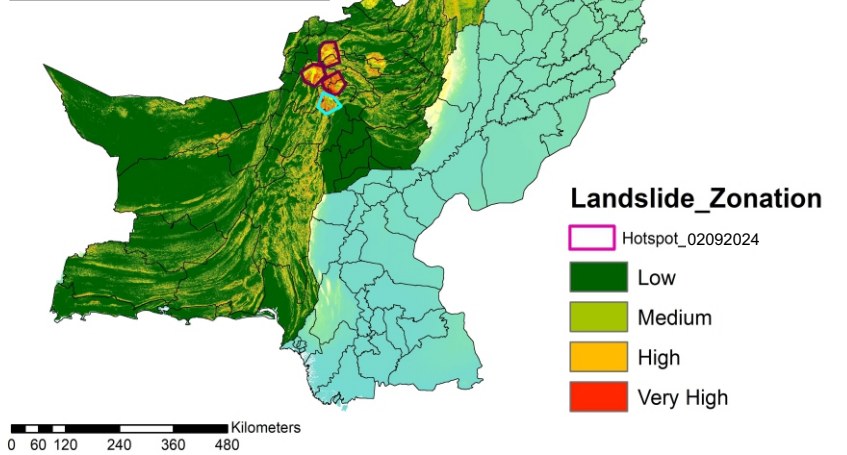 Landslide_Zonation
Hotspot_02092024
Low
Medium
High
Very High
Kilometers
0 60 120 240 360 480